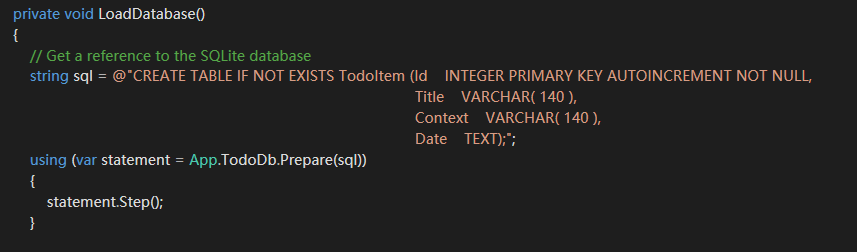 private void LoadDatabase()
{
// Get a reference to the SQLite database
string sql = @"CREATE TABLE IF NOT EXISTS TodoItem (Id    INTEGER PRIMARY KEY AUTOINCREMENT NOT NULL,
Title    VARCHAR( 140 ),
Context    VARCHAR( 140 ),
Date    TEXT);";
using (var statement = App.TodoDb.Prepare(sql))
{
statement.Step();
}